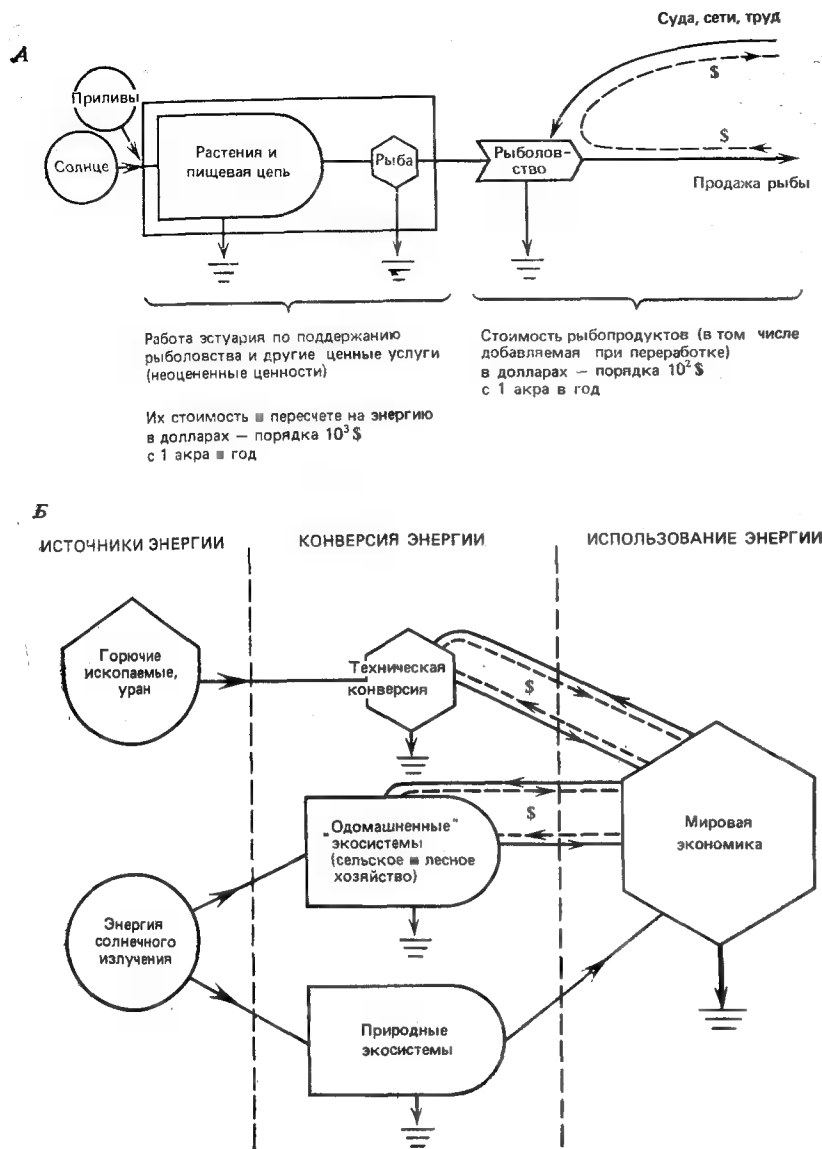 А
Суда, сети, труд
$
Приливы
$
Солнце
Растения и
пищевая цепь
Рыба
Рыболов-
ство
Продажа рыбы
Работа эстуария по поддержанию
рыболовства и другие ценные услуги
(неоцененные ценности)
Их стоимость в пересчете на энергию
в долларах — порядка 10³ $
с 1 акра в год
Стоимость рыбопродуктов (в том числе
добавляемая при переработке)
в долларах — порядка 10² $
с 1 акра в год
Б
ИСТОЧНИКИ ЭНЕРГИИ
КОНВЕРСИЯ ЭНЕРГИИ
ИСПОЛЬЗОВАНИЕ ЭНЕРГИИ
Горючие
ископаемые,
уран
Техническая
конверсия
$
"Одомашненные"
экосистемы
(сельское и лесное
хозяйство)
$
Мировая
экономика
Энергия
солнечного
излучения
Природные
экосистемы